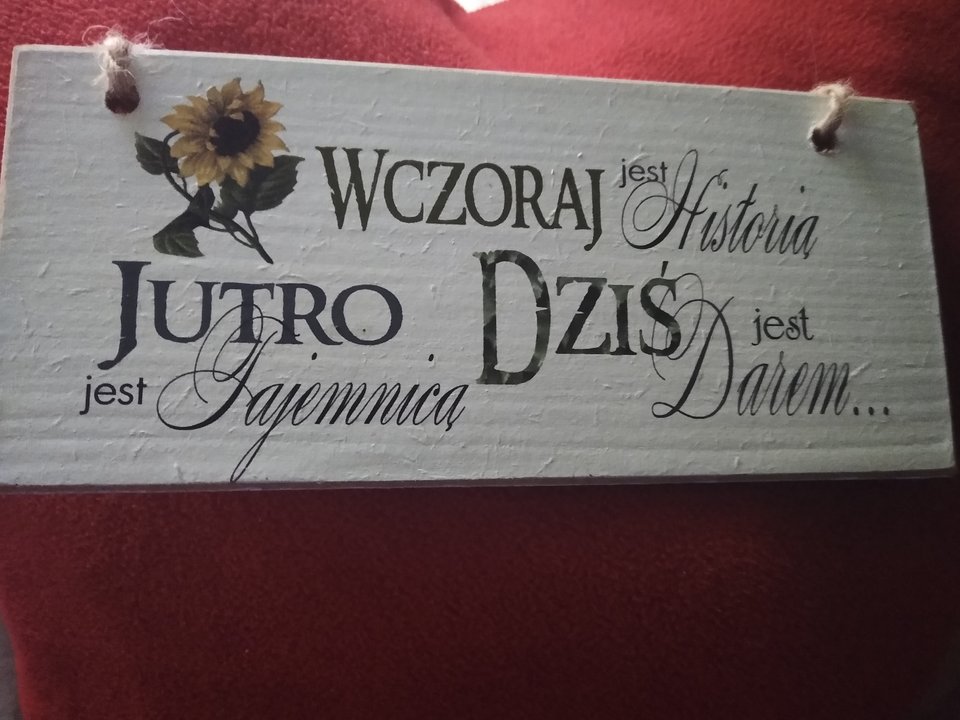 WCZORAJ jest Historią
JUTRO jest Tajemnicą
DZIŚ jest Darem...